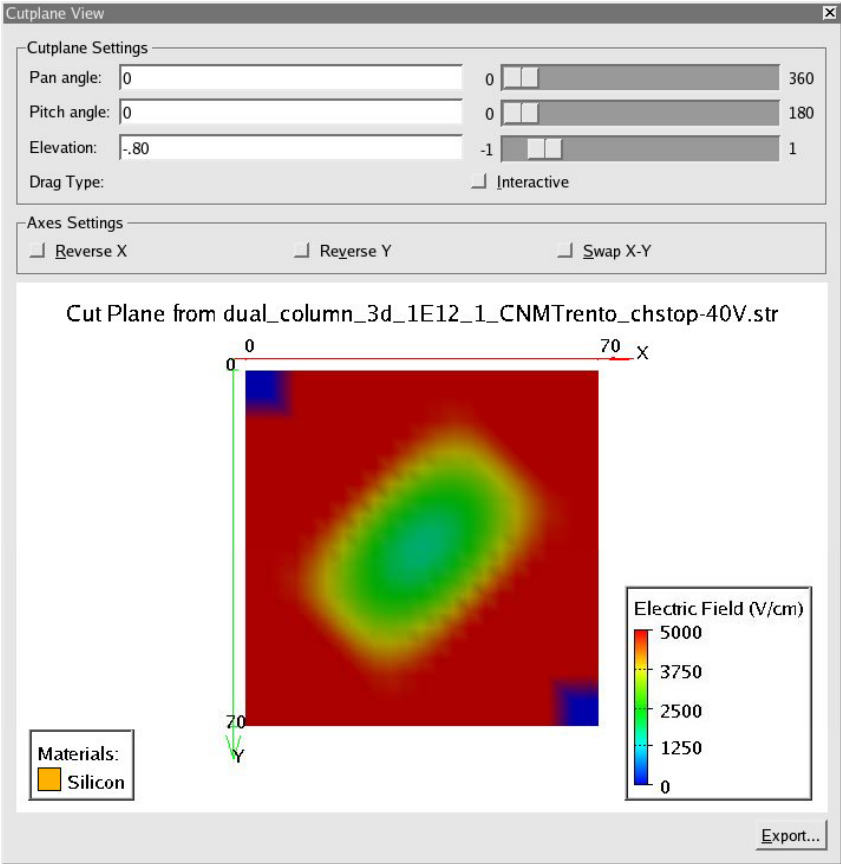 Cutplane View
Cutplane Settings
Pan angle: 0 0 360
Pitch angle: 0 0 180
Elevation: -.80 -1 1
Drag Type: Interactive
Axes Settings
Reverse X Reverse Y Swap X-Y
Cut Plane from dual_column_3d_1E12_1_CNMTrento_chstop-40V.str
0 70 X
0
70
Y
Electric Field (V/cm)
5000
3750
2500
1250
0
Materials:
Silicon
Export...